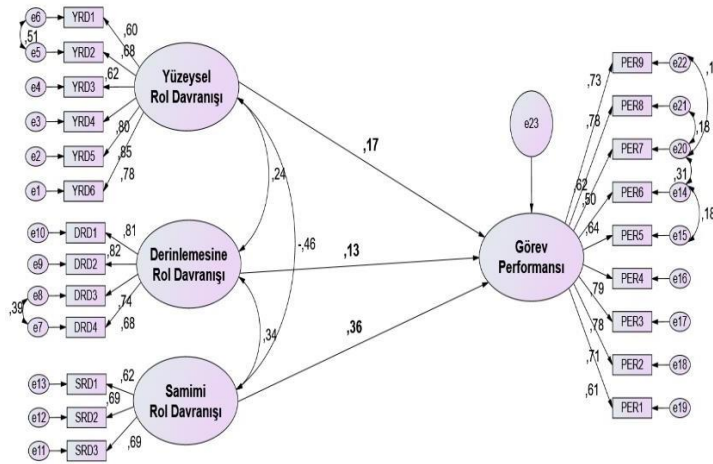 e6
YRD1
,60
,51
e5
YRD2
,68
e4
YRD3
,62
e3
YRD4
,80
e2
YRD5
,85
e1
YRD6
,78
Yüzeysel
Rol Davranışı
e10
DRD1
,81
e9
DRD2
,82
e8
DRD3
,74
,39
e7
DRD4
,68
Derinlemesine
Rol Davranışı
e13
SRD1
,62
e12
SRD2
,69
e11
SRD3
,69
Samimi
Rol Davranışı
,24
-,46
,34
,17
,13
,36
e23
Görev
Performansı
,73
PER9
e22
,1
,78
PER8
e21
,18
,62
PER7
e20
,31
,50
PER6
e14
,64
PER5
e15
,18
PER4
e16
,79
PER3
e17
,78
PER2
e18
,71
PER1
e19
,61